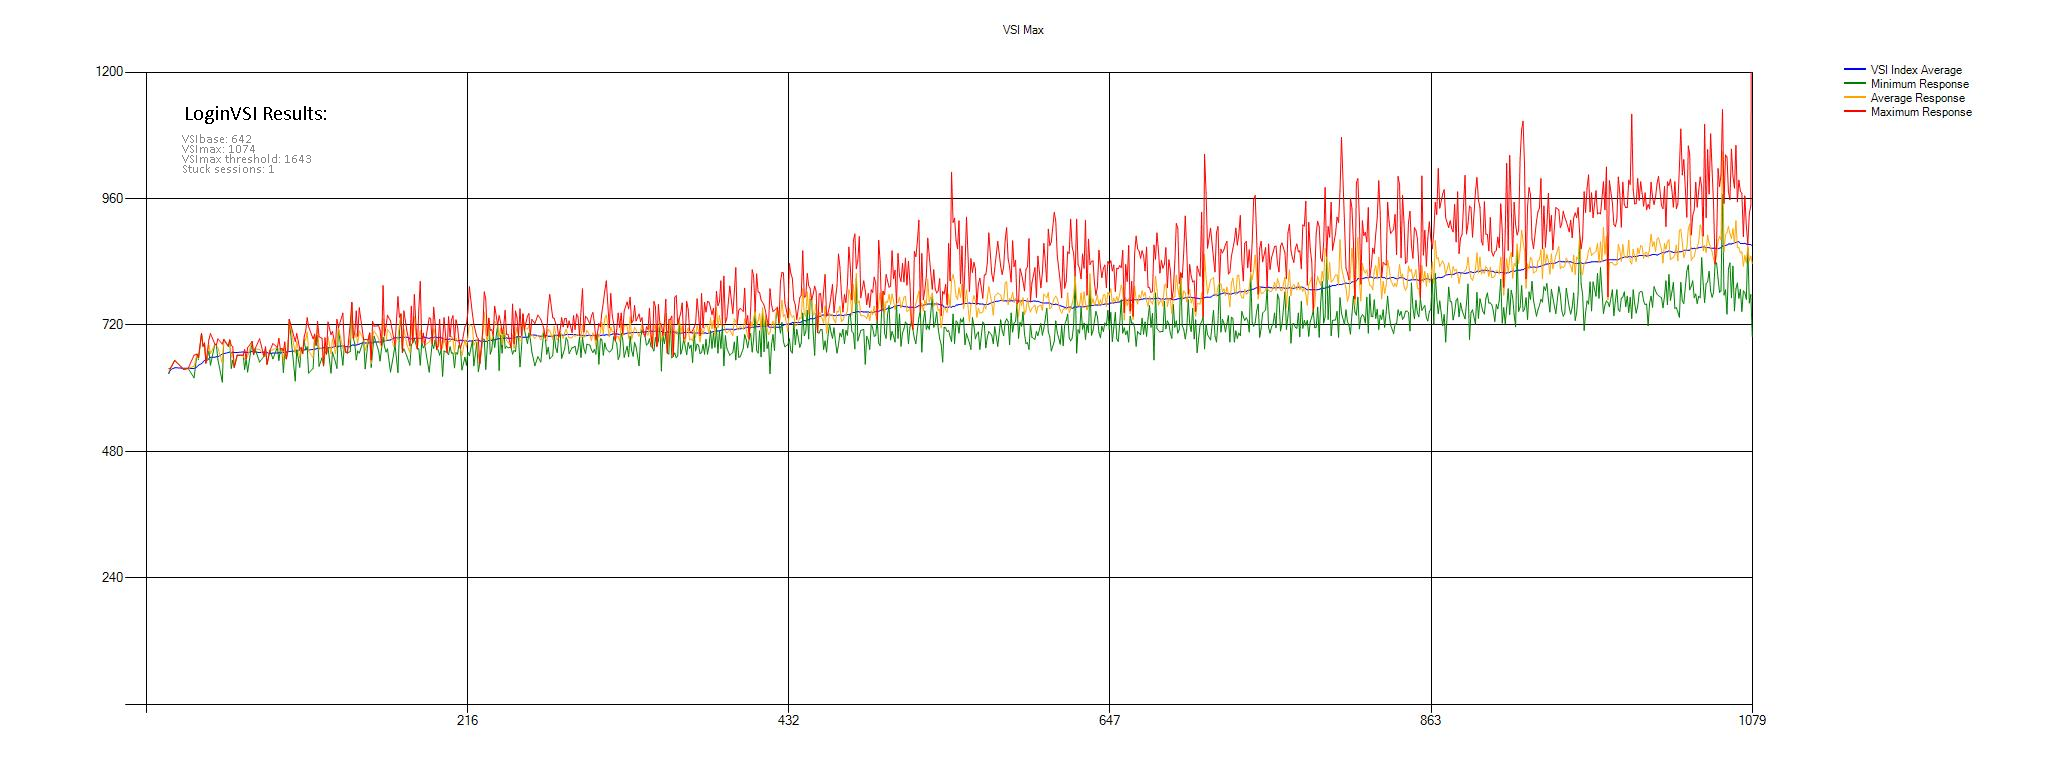 VSI Max
1200
960
720
480
240
LoginVSI Results:
VSIbase: 642
VSImax: 1074
VSImax threshold: 1643
Stuck sessions: 1
VSI Index Average
Minimum Response
Average Response
Maximum Response
216
432
647
863
1079